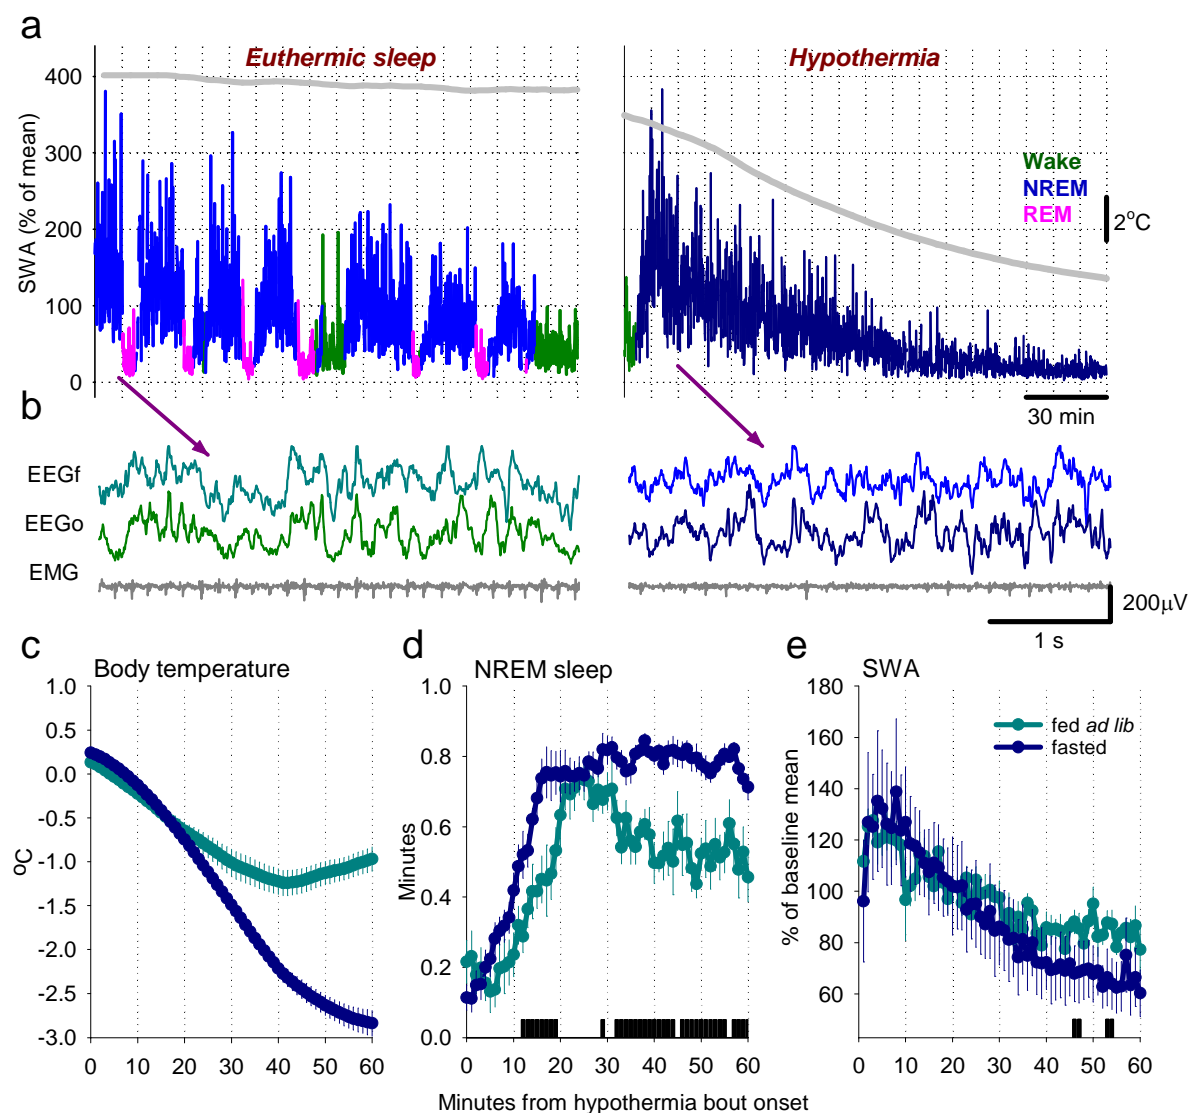 a
Euthermic sleep
Hypothermia
SWA (% of mean)
400
300
200
100
0
Wake
NREM
REM
2°C
30 min
b
EEGf
EEGo
EMG
200μV
1 s
c
Body temperature
d
NREM sleep
e
SWA
°C
1.0
0.5
0.0
-0.5
-1.0
-1.5
-2.0
-2.5
-3.0
0 10 20 30 40 50 60
Minutes
1.0
0.8
0.6
0.4
0.2
0.0
0 10 20 30 40 50 60
% of baseline mean
180
160
140
120
100
80
60
fed ad lib
fasted
0 10 20 30 40 50 60
Minutes from hypothermia bout onset